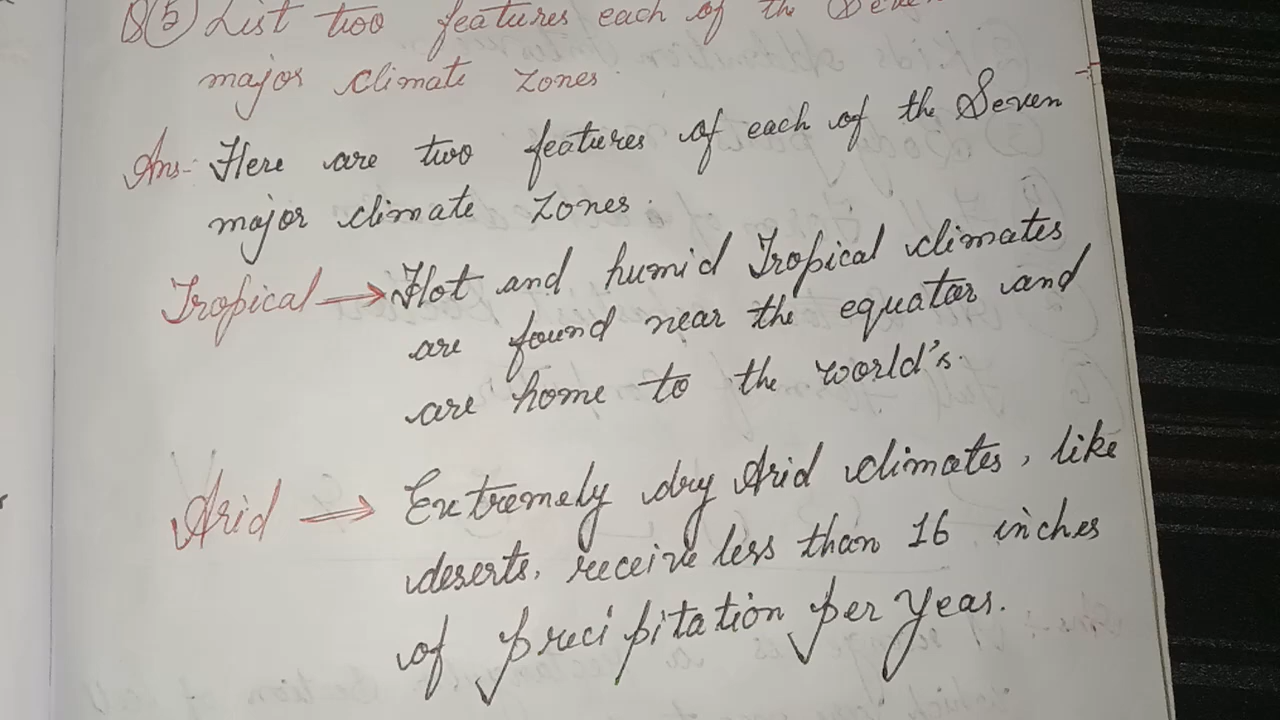 Q(5) List two features each of the Seven
major climate zones
Ans- Here are two features of each of the Seven
major climate zones.
Tropical → Hot and humid Tropical climates
are found near the equator and
are home to the world's.
Arid ⇒ Extremely dry Arid climates, like
deserts, receive less than 16 inches
of precipitation per year.